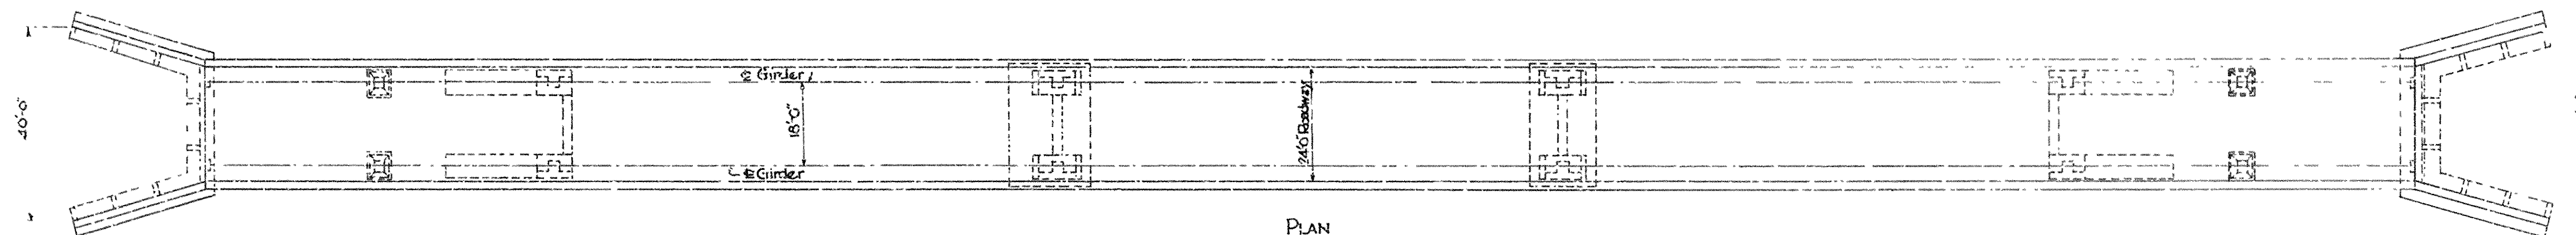 ℄ Girder
40'-0"
18'-0"
24'-0" Roadway
℄ Girder
PLAN